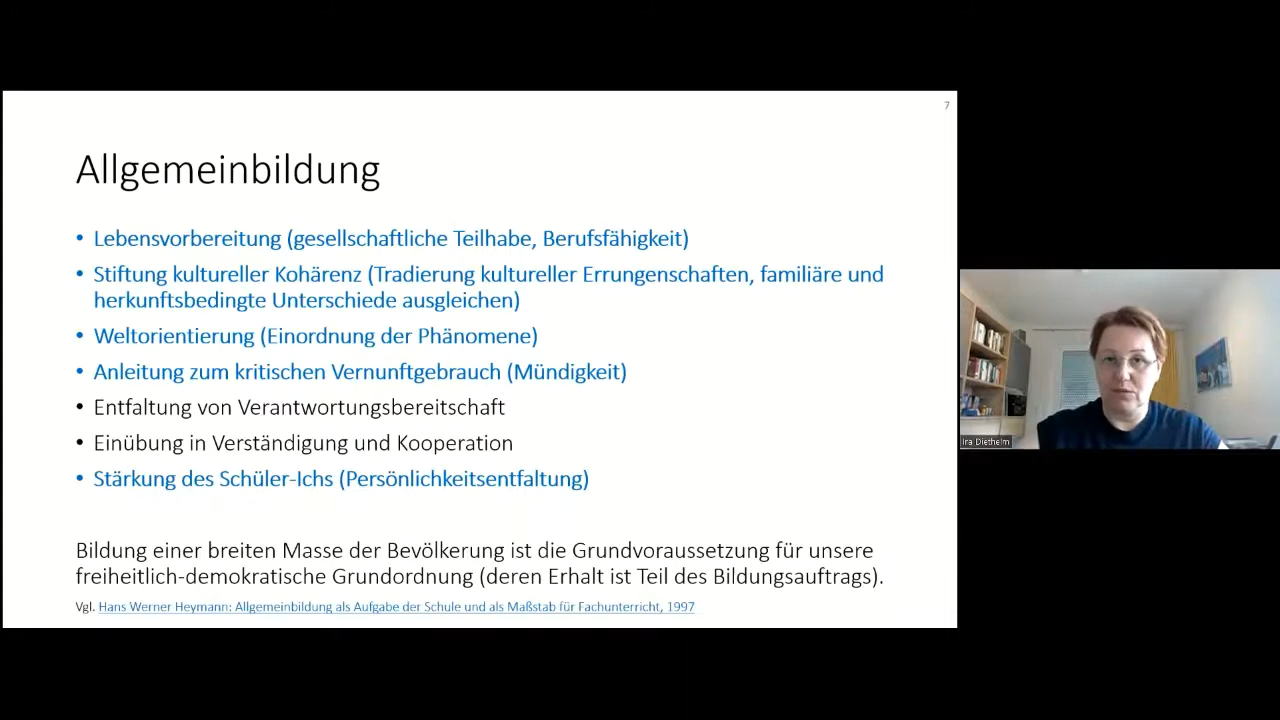 7
Allgemeinbildung
• Lebensvorbereitung (gesellschaftliche Teilhabe, Berufsfähigkeit)
• Stiftung kultureller Kohärenz (Tradierung kultureller Errungenschaften, familiäre und
herkunftsbedingte Unterschiede ausgleichen)
• Weltorientierung (Einordnung der Phänomene)
• Anleitung zum kritischen Vernunftgebrauch (Mündigkeit)
• Entfaltung von Verantwortungsbereitschaft
• Einübung in Verständigung und Kooperation
• Stärkung des Schüler-Ichs (Persönlichkeitsentfaltung)
Bildung einer breiten Masse der Bevölkerung ist die Grundvoraussetzung für unsere
freiheitlich-demokratische Grundordnung (deren Erhalt ist Teil des Bildungsauftrags).
Vgl. Hans Werner Heymann: Allgemeinbildung als Aufgabe der Schule und als Maßstab für Fachunterricht, 1997
Ira Diethelm